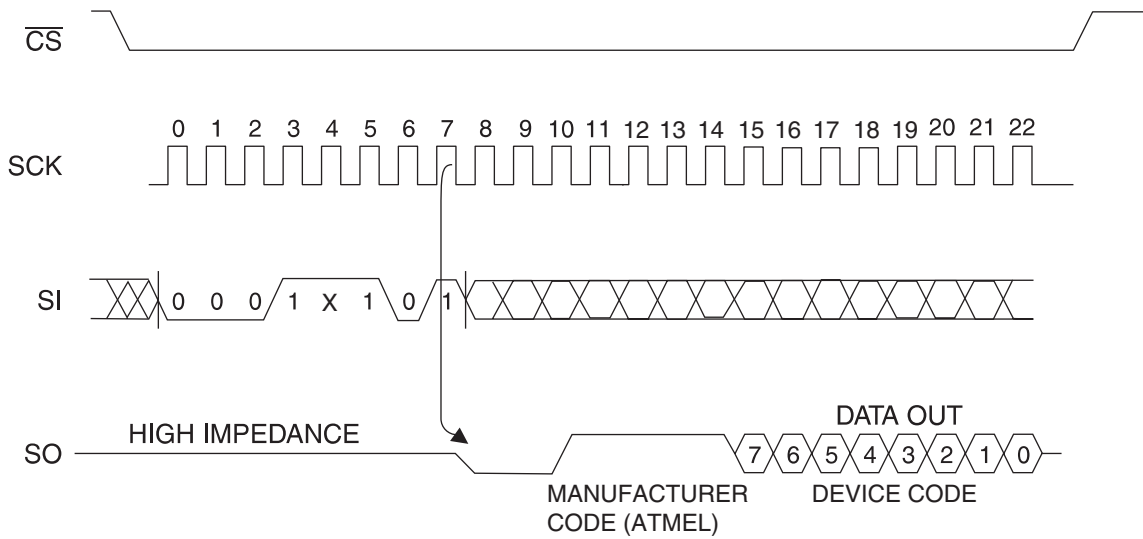 CS
0 1 2 3 4 5 6 7 8 9 10 11 12 13 14 15 16 17 18 19 20 21 22
SCK
SI 0 0 0 1 X 1 0 1
DATA OUT
HIGH IMPEDANCE
SO 7 6 5 4 3 2 1 0
MANUFACTURER DEVICE CODE
CODE (ATMEL)